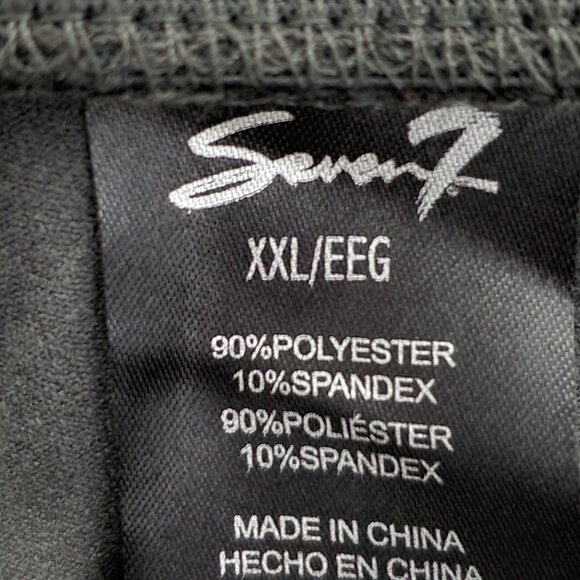 Seven7
XXL/EEG
90%POLYESTER
10%SPANDEX
90%POLIÉSTER
10%SPANDEX
MADE IN CHINA
HECHO EN CHINA